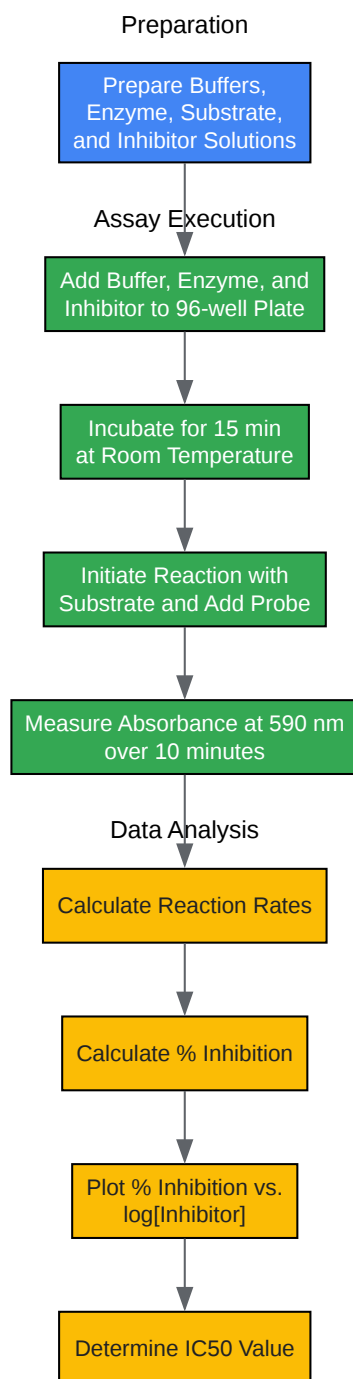 Preparation
Prepare Buffers,
Enzyme, Substrate,
and Inhibitor Solutions
Assay Execution
Add Buffer, Enzyme, and
Inhibitor to 96-well Plate
Incubate for 15 min
at Room Temperature
Initiate Reaction with
Substrate and Add Probe
Measure Absorbance at 590 nm
over 10 minutes
Data Analysis
Calculate Reaction Rates
Calculate % Inhibition
Plot % Inhibition vs.
log[Inhibitor]
Determine IC50 Value